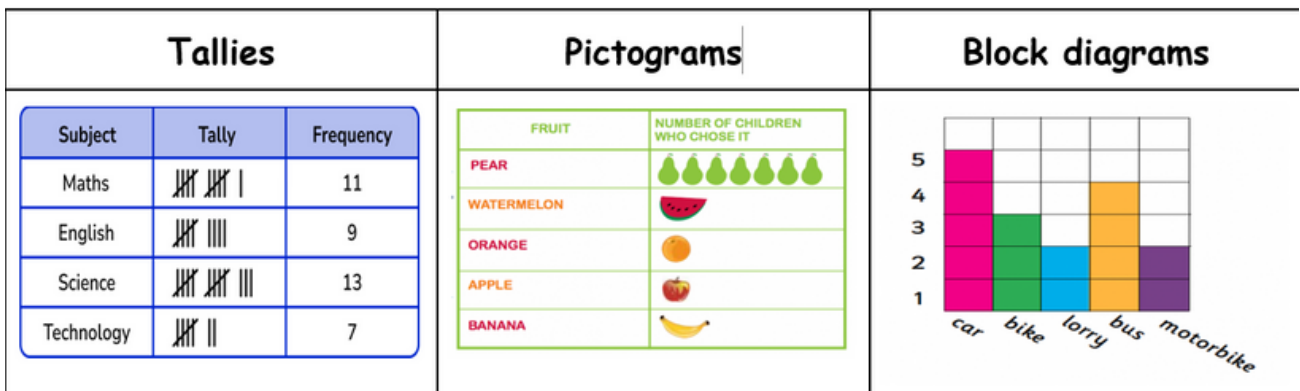 Tallies
Pictograms
Block diagrams
Subject Tally Frequency
Maths 11
English 9
Science 13
Technology 7
FRUIT NUMBER OF CHILDREN
WHO CHOSE IT
PEAR
WATERMELON
ORANGE
APPLE
BANANA
5
4
3
2
1
car bike lorry bus motorbike